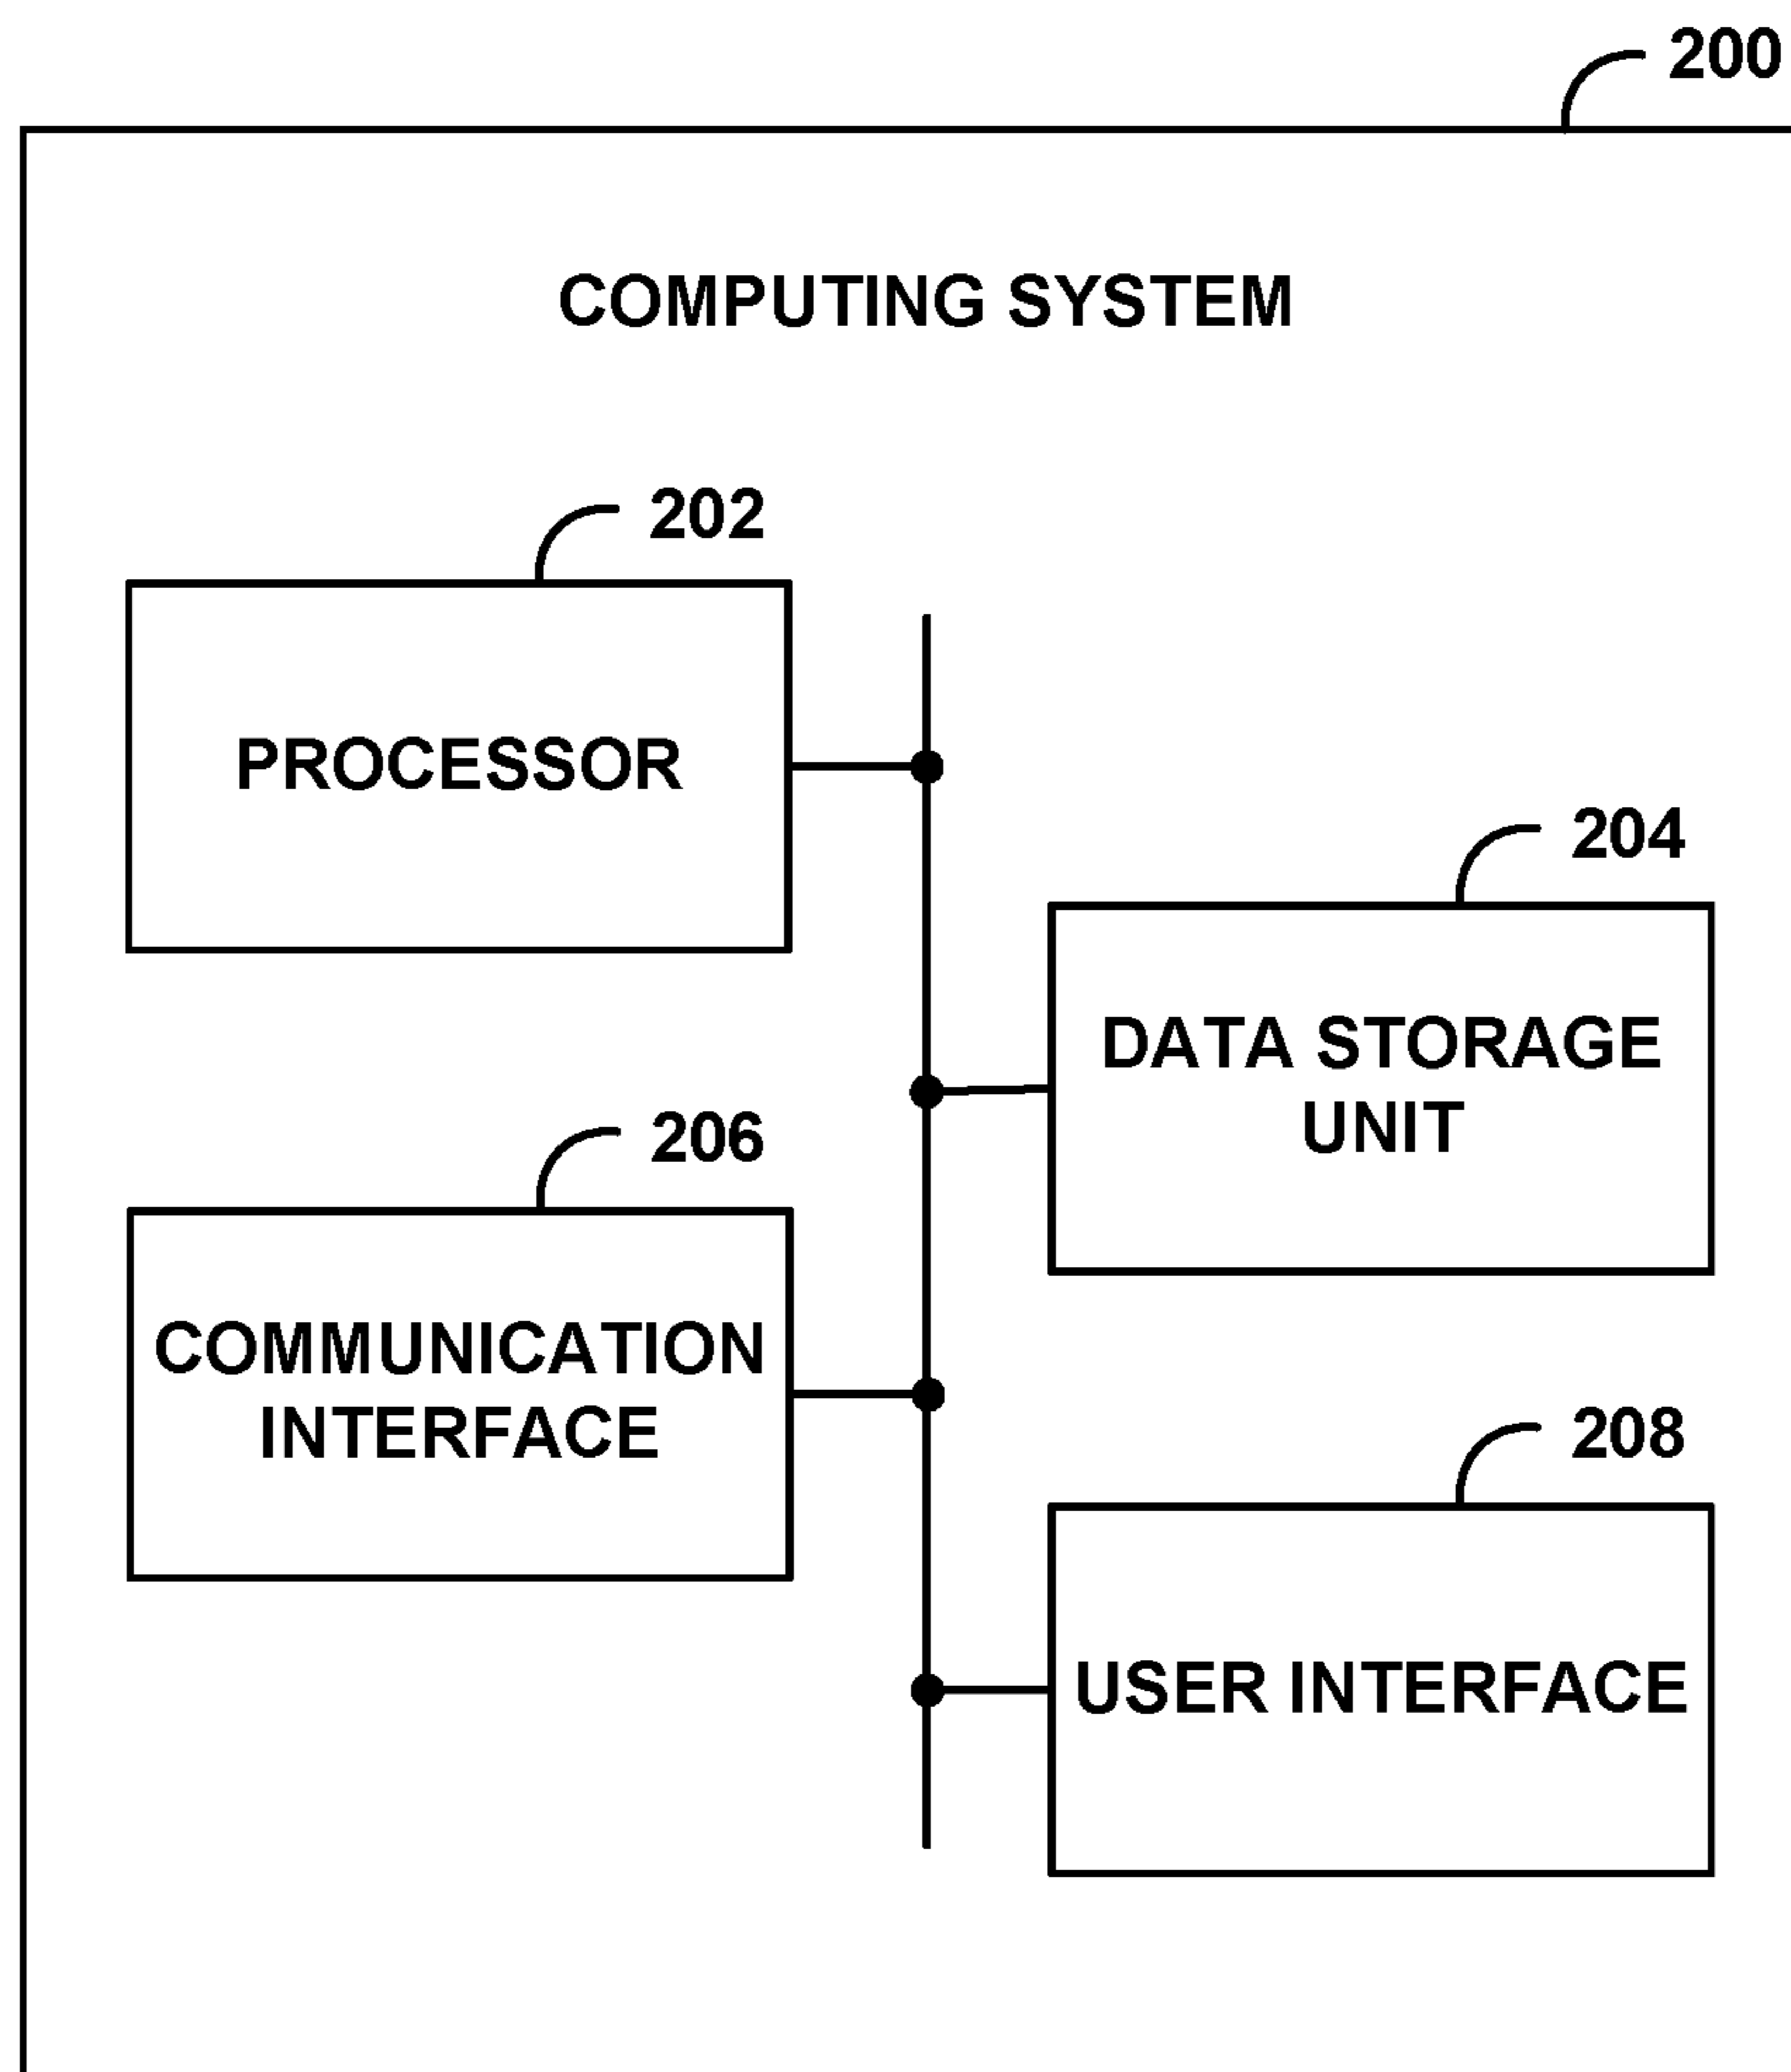 200
COMPUTING SYSTEM
202
PROCESSOR
204
DATA STORAGE
UNIT
206
COMMUNICATION
INTERFACE
208
USER INTERFACE